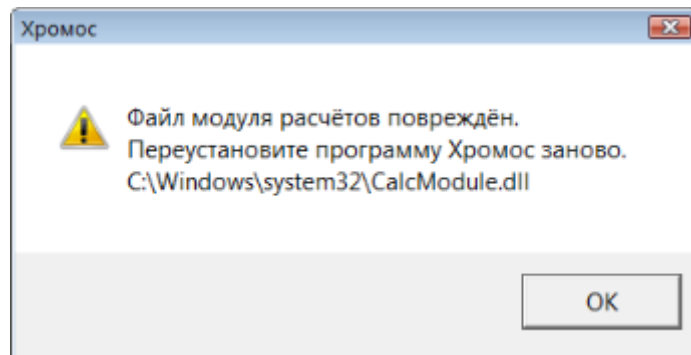 Хромос
Файл модуля расчётов повреждён.
Переустановите программу Хромос заново.
C:\Windows\system32\CalcModule.dll
OK